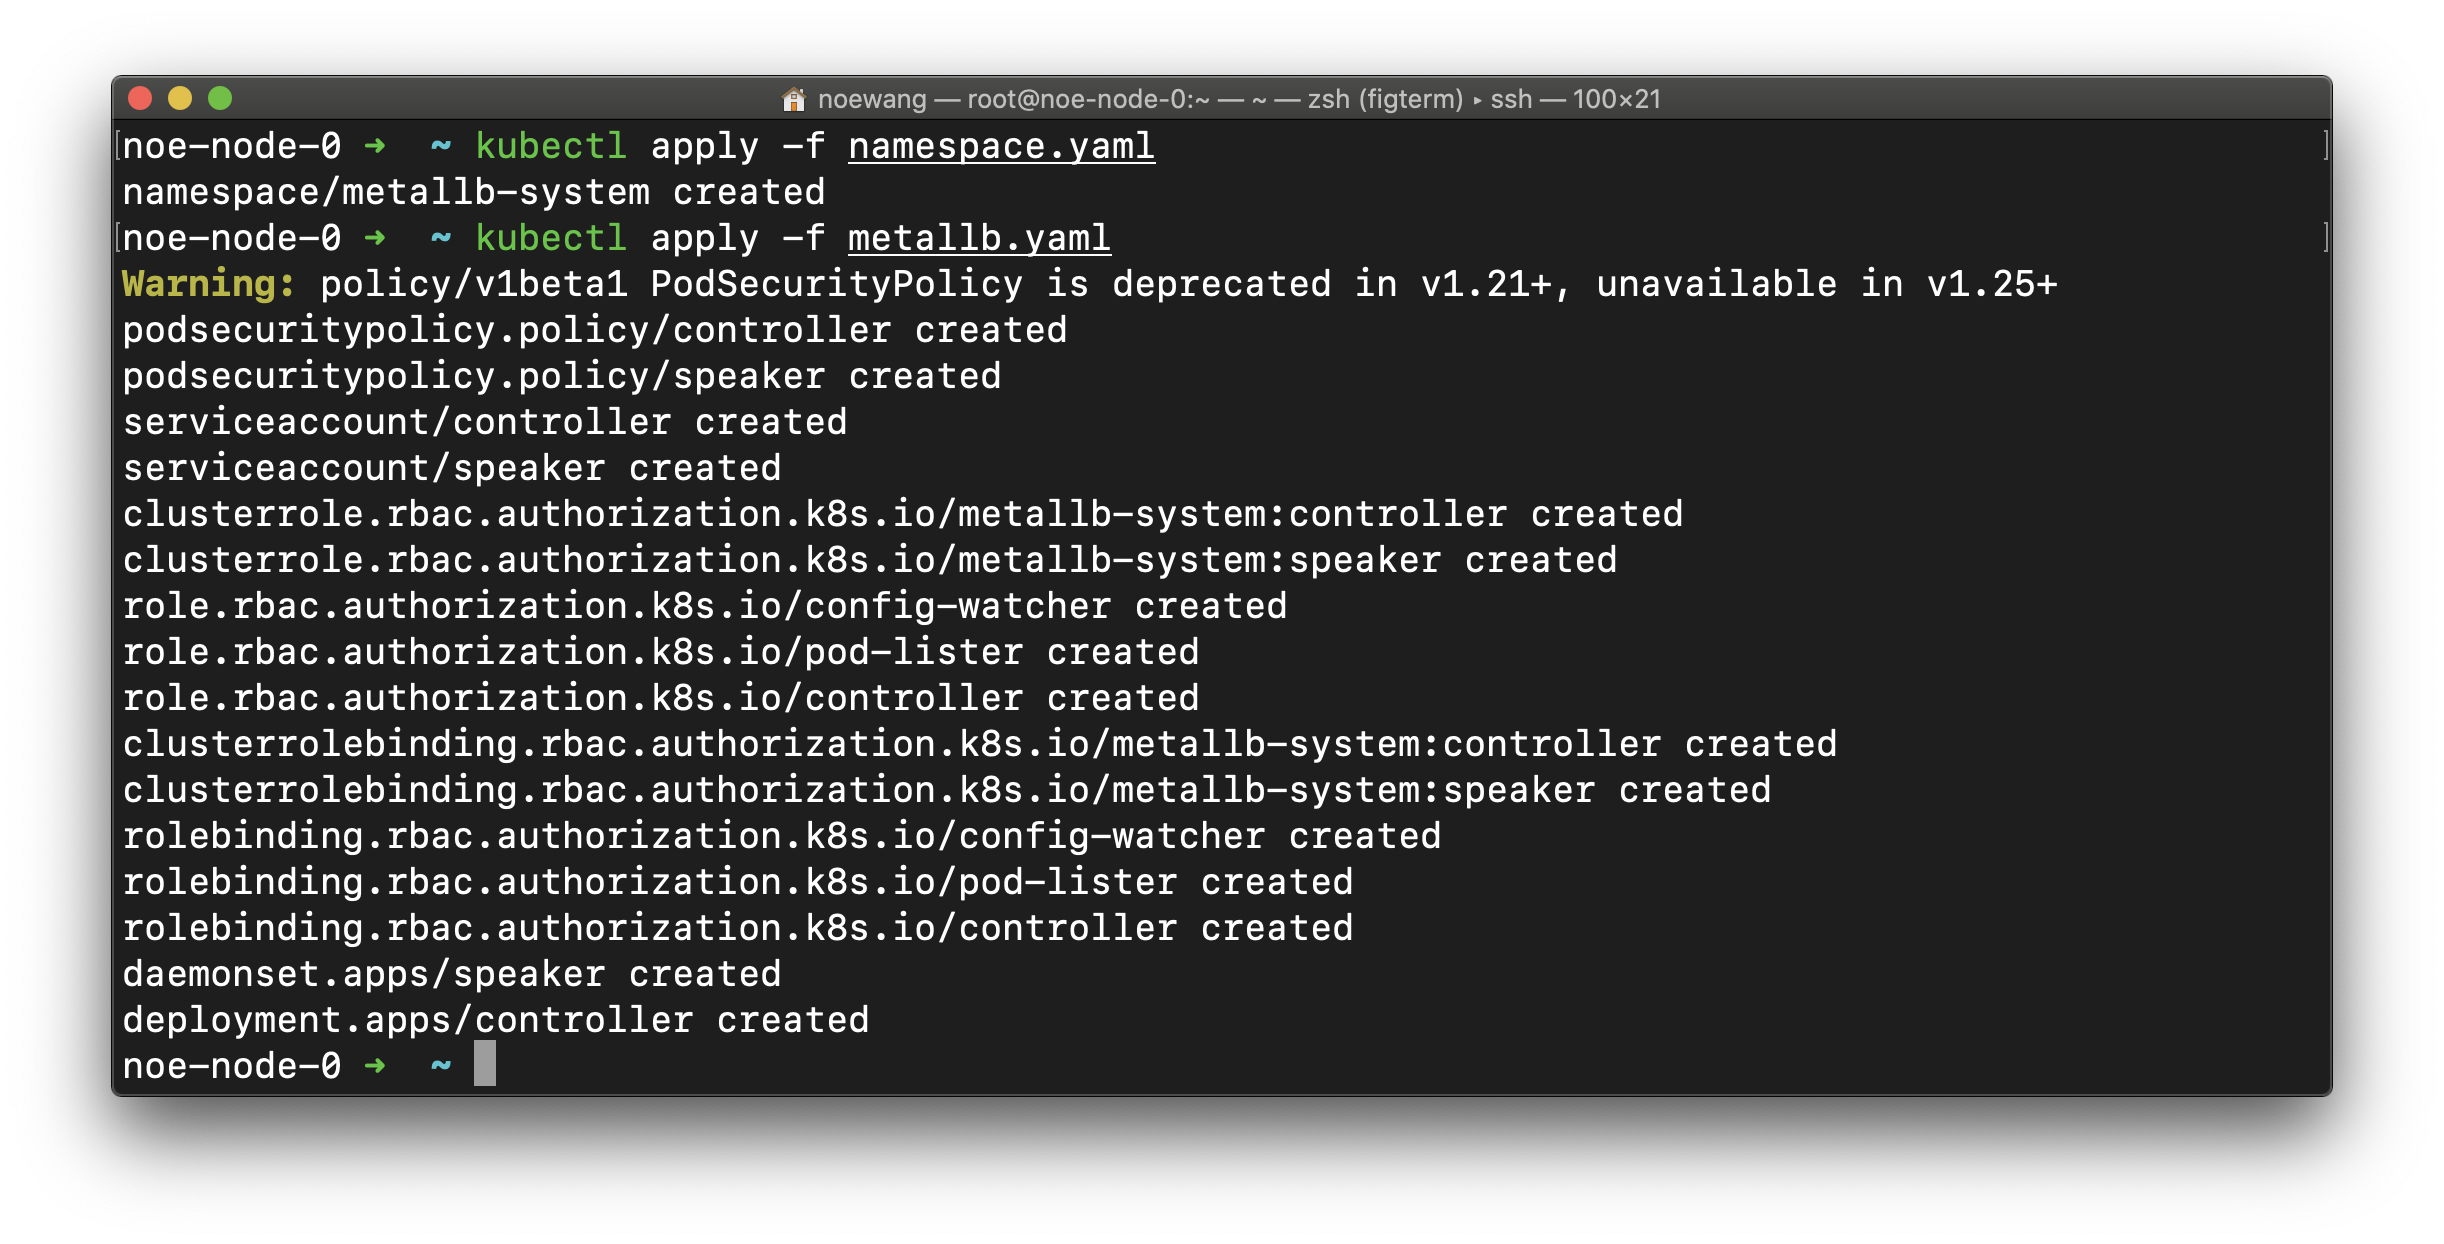 noewang — root@noe-node-0:~ — ~ — zsh (figterm) ▸ ssh — 100×21
[noe-node-0 ➜  ~ kubectl apply -f namespace.yaml ]
namespace/metallb-system created
[noe-node-0 ➜  ~ kubectl apply -f metallb.yaml ]
Warning: policy/v1beta1 PodSecurityPolicy is deprecated in v1.21+, unavailable in v1.25+
podsecuritypolicy.policy/controller created
podsecuritypolicy.policy/speaker created
serviceaccount/controller created
serviceaccount/speaker created
clusterrole.rbac.authorization.k8s.io/metallb-system:controller created
clusterrole.rbac.authorization.k8s.io/metallb-system:speaker created
role.rbac.authorization.k8s.io/config-watcher created
role.rbac.authorization.k8s.io/pod-lister created
role.rbac.authorization.k8s.io/controller created
clusterrolebinding.rbac.authorization.k8s.io/metallb-system:controller created
clusterrolebinding.rbac.authorization.k8s.io/metallb-system:speaker created
rolebinding.rbac.authorization.k8s.io/config-watcher created
rolebinding.rbac.authorization.k8s.io/pod-lister created
rolebinding.rbac.authorization.k8s.io/controller created
daemonset.apps/speaker created
deployment.apps/controller created
noe-node-0 ➜  ~